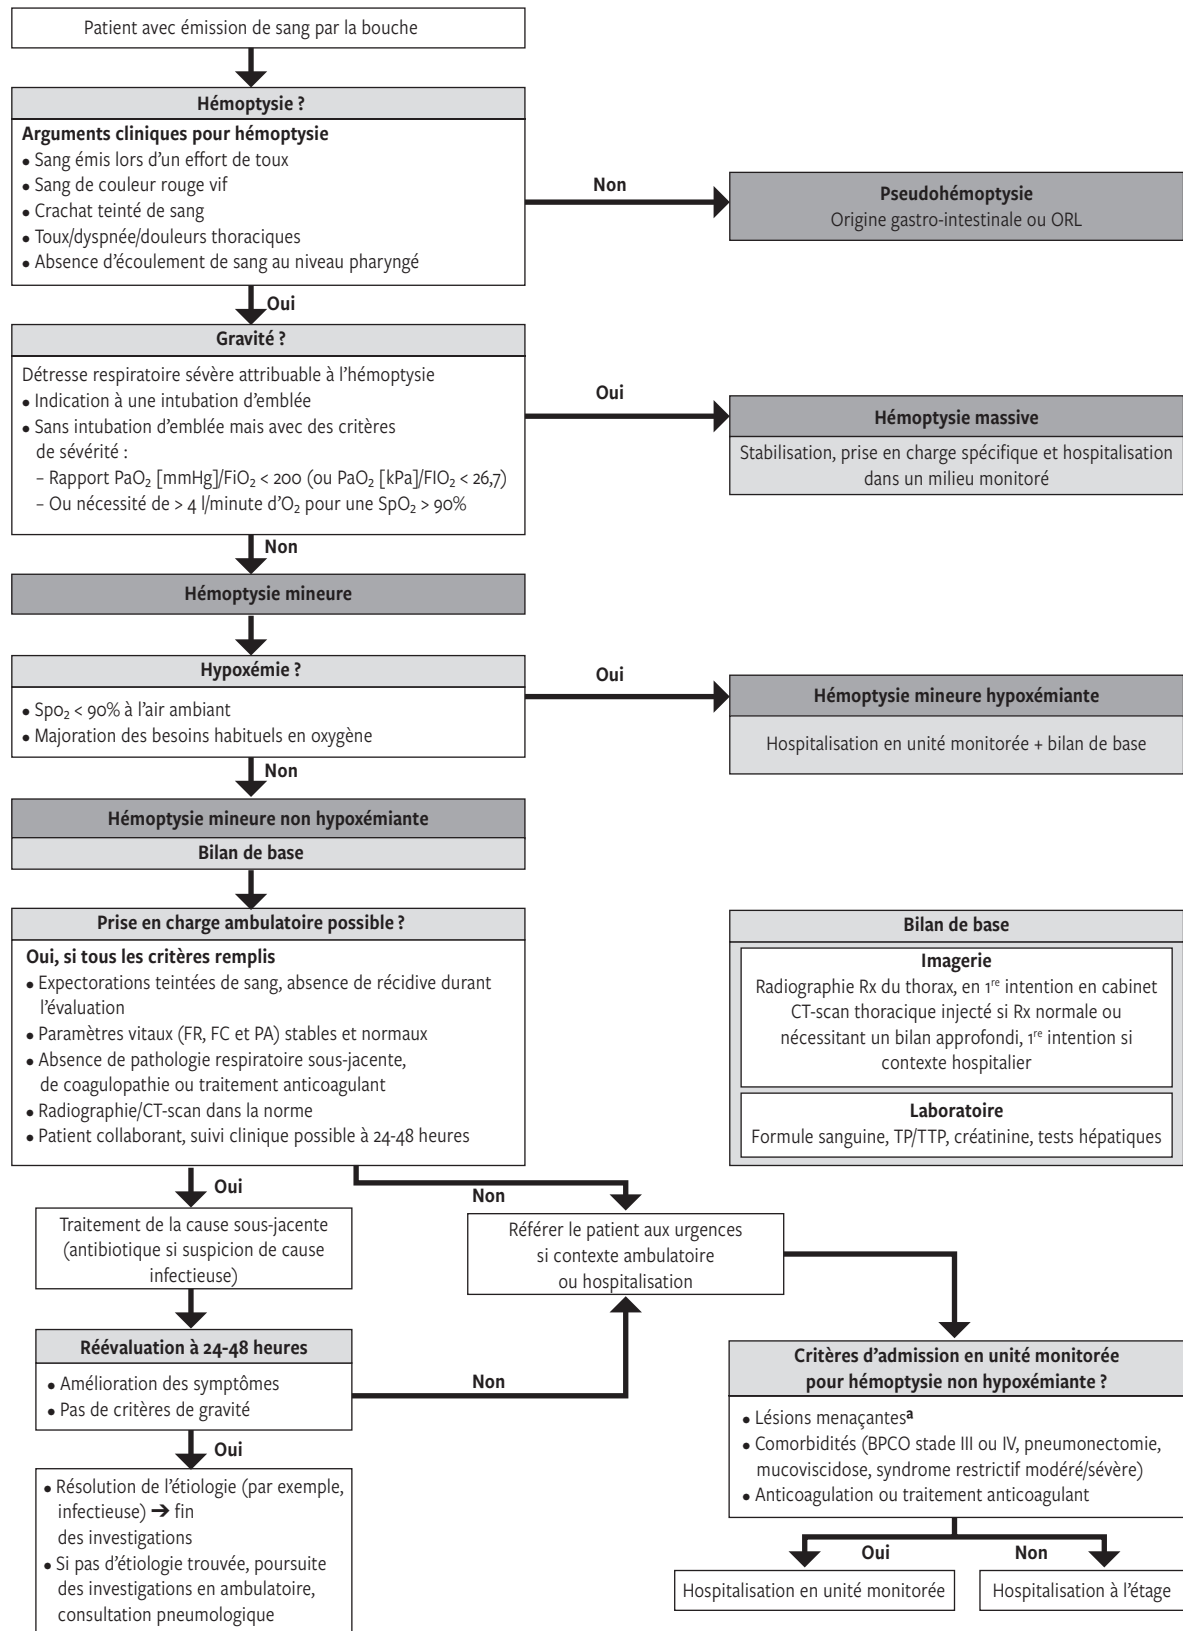 Patient avec émission de sang par la bouche
Hémoptysie ?
Arguments cliniques pour hémoptysie
• Sang émis lors d'un effort de toux
• Sang de couleur rouge vif
• Crachat teinté de sang
• Toux/dyspnée/douleurs thoraciques
• Absence d'écoulement de sang au niveau pharyngé
Non
Pseudohémoptysie
Origine gastro-intestinale ou ORL
Oui
Gravité ?
Détresse respiratoire sévère attribuable à l'hémoptysie
• Indication à une intubation d'emblée
• Sans intubation d'emblée mais avec des critères
de sévérité :
– Rapport PaO₂ [mmHg]/FiO₂ < 200 (ou PaO₂ [kPa]/FIO₂ < 26,7)
– Ou nécessité de > 4 l/minute d'O₂ pour une SpO₂ > 90%
Oui
Hémoptysie massive
Stabilisation, prise en charge spécifique et hospitalisation
dans un milieu monitoré
Non
Hémoptysie mineure
Hypoxémie ?
• Spo₂ < 90% à l'air ambiant
• Majoration des besoins habituels en oxygène
Oui
Hémoptysie mineure hypoxémiante
Hospitalisation en unité monitorée + bilan de base
Non
Hémoptysie mineure non hypoxémiante
Bilan de base
Prise en charge ambulatoire possible ?
Oui, si tous les critères remplis
• Expectorations teintées de sang, absence de récidive durant
l'évaluation
• Paramètres vitaux (FR, FC et PA) stables et normaux
• Absence de pathologie respiratoire sous-jacente,
de coagulopathie ou traitement anticoagulant
• Radiographie/CT-scan dans la norme
• Patient collaborant, suivi clinique possible à 24-48 heures
Bilan de base
Imagerie
Radiographie Rx du thorax, en 1re intention en cabinet
CT-scan thoracique injecté si Rx normale ou
nécessitant un bilan approfondi, 1re intention si
contexte hospitalier
Laboratoire
Formule sanguine, TP/TTP, créatinine, tests hépatiques
Oui
Non
Traitement de la cause sous-jacente
(antibiotique si suspicion de cause
infectieuse)
Référer le patient aux urgences
si contexte ambulatoire
ou hospitalisation
Réévaluation à 24-48 heures
• Amélioration des symptômes
• Pas de critères de gravité
Non
Oui
• Résolution de l'étiologie (par exemple,
infectieuse) ➔ fin
des investigations
• Si pas d'étiologie trouvée, poursuite
des investigations en ambulatoire,
consultation pneumologique
Critères d'admission en unité monitorée
pour hémoptysie non hypoxémiante ?
• Lésions menaçantesa
• Comorbidités (BPCO stade III ou IV, pneumonectomie,
mucoviscidose, syndrome restrictif modéré/sévère)
• Anticoagulation ou traitement anticoagulant
Oui
Non
Hospitalisation en unité monitorée
Hospitalisation à l'étage